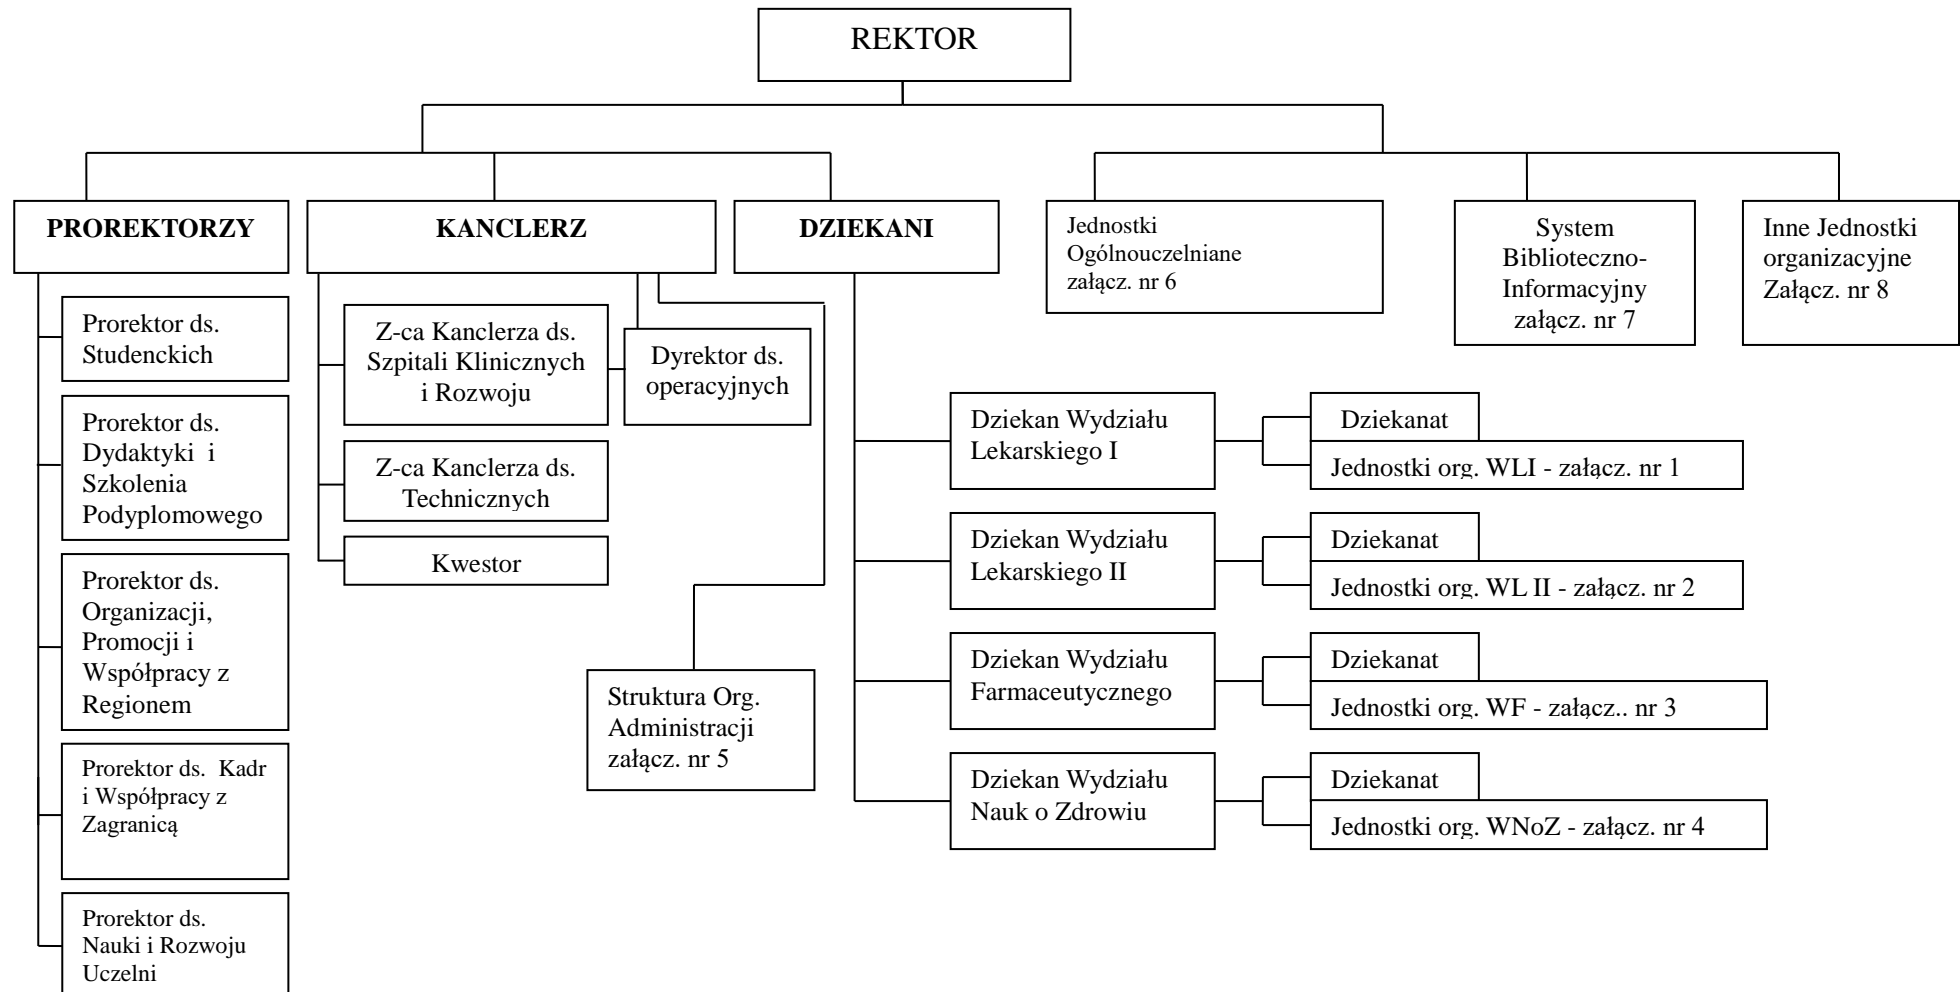 REKTOR
PROREKTORZY
KANCLERZ
DZIEKANI
Jednostki
Ogólnouczelniane
załącz. nr 6
System
Biblioteczno-
Informacyjny
załącz. nr 7
Inne Jednostki
organizacyjne
Załącz. nr 8
Prorektor ds.
Studenckich
Prorektor ds.
Dydaktyki i
Szkolenia
Podyplomowego
Prorektor ds.
Organizacji,
Promocji i
Współpracy z
Regionem
Prorektor ds. Kadr
i Współpracy z
Zagranicą
Prorektor ds.
Nauki i Rozwoju
Uczelni
Z-ca Kanclerza ds.
Szpitali Klinicznych
i Rozwoju
Dyrektor ds.
operacyjnych
Z-ca Kanclerza ds.
Technicznych
Kwestor
Struktura Org.
Administracji
załącz. nr 5
Dziekan Wydziału
Lekarskiego I
Dziekanat
Jednostki org. WLI - załącz. nr 1
Dziekan Wydziału
Lekarskiego II
Dziekanat
Jednostki org. WL II - załącz. nr 2
Dziekan Wydziału
Farmaceutycznego
Dziekanat
Jednostki org. WF - załącz.. nr 3
Dziekan Wydziału
Nauk o Zdrowiu
Dziekanat
Jednostki org. WNoZ - załącz. nr 4